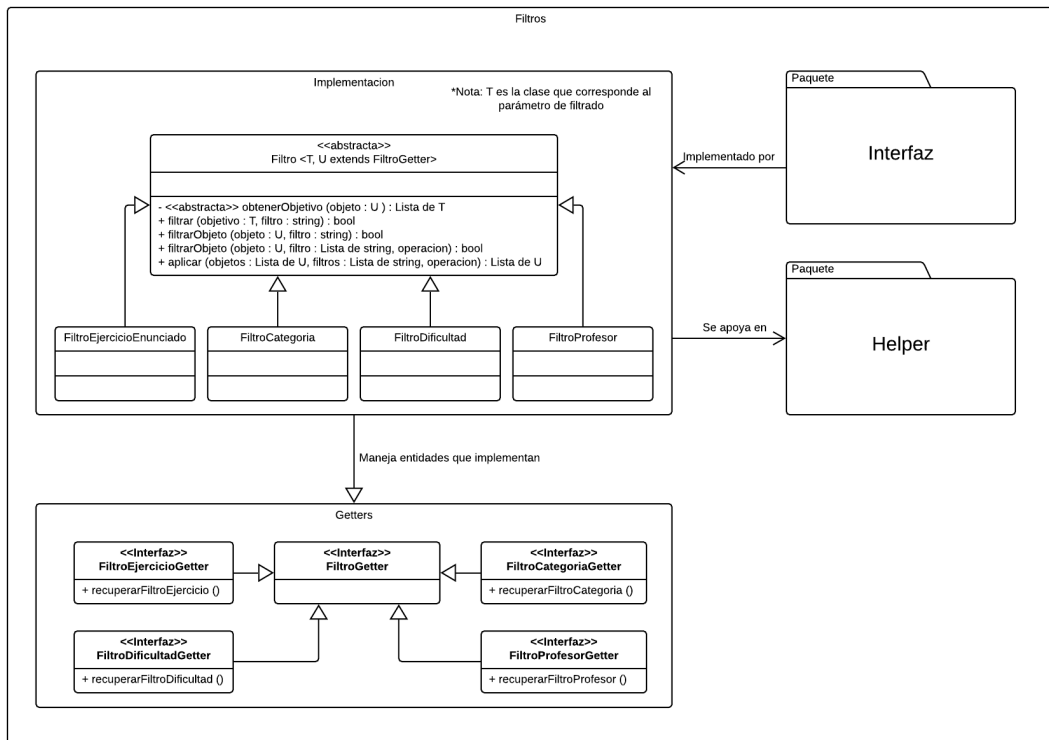 Filtros
Implementacion
*Nota: T es la clase que corresponde al
parámetro de filtrado
<<abstracta>>
Filtro <T, U extends FiltroGetter>
- <<abstracta>> obtenerObjetivo (objeto : U ) : Lista de T
+ filtrar (objetivo : T, filtro : string) : bool
+ filtrarObjeto (objeto : U, filtro : string) : bool
+ filtrarObjeto (objeto : U, filtro : Lista de string, operacion) : bool
+ aplicar (objetos : Lista de U, filtros : Lista de string, operacion) : Lista de U
FiltroEjercicioEnunciado
FiltroCategoria
FiltroDificultad
FiltroProfesor
Paquete
Interfaz
Implementado por
Paquete
Helper
Se apoya en
Maneja entidades que implementan
Getters
<<Interfaz>>
FiltroEjercicioGetter
+ recuperarFiltroEjercicio ()
<<Interfaz>>
FiltroGetter
<<Interfaz>>
FiltroCategoriaGetter
+ recuperarFiltroCategoria ()
<<Interfaz>>
FiltroDificultadGetter
+ recuperarFiltroDificultad ()
<<Interfaz>>
FiltroProfesorGetter
+ recuperarFiltroProfesor ()